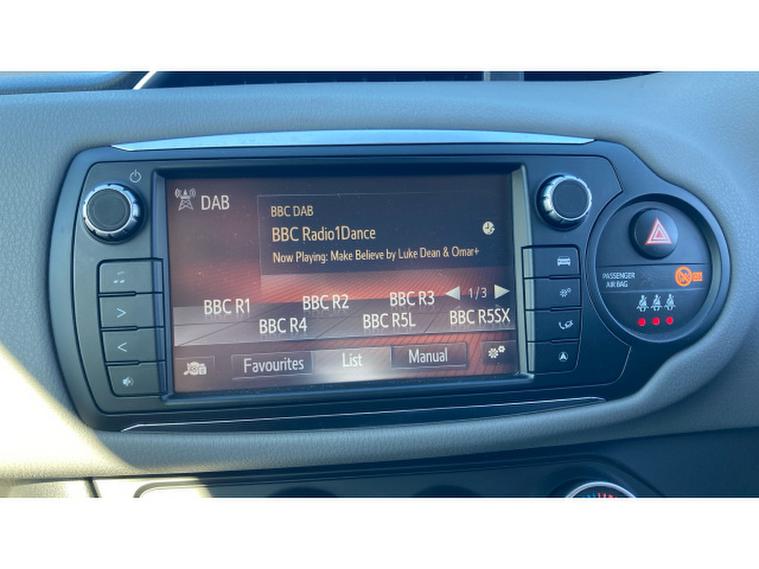 DAB
BBC DAB
BBC Radio1Dance
Now Playing: Make Believe by Luke Dean & Omar+
BBC R1 BBC R2 BBC R3 1/3
BBC R4 BBC R5L BBC R5SX
Favourites List Manual
PASSENGER
AIR BAG